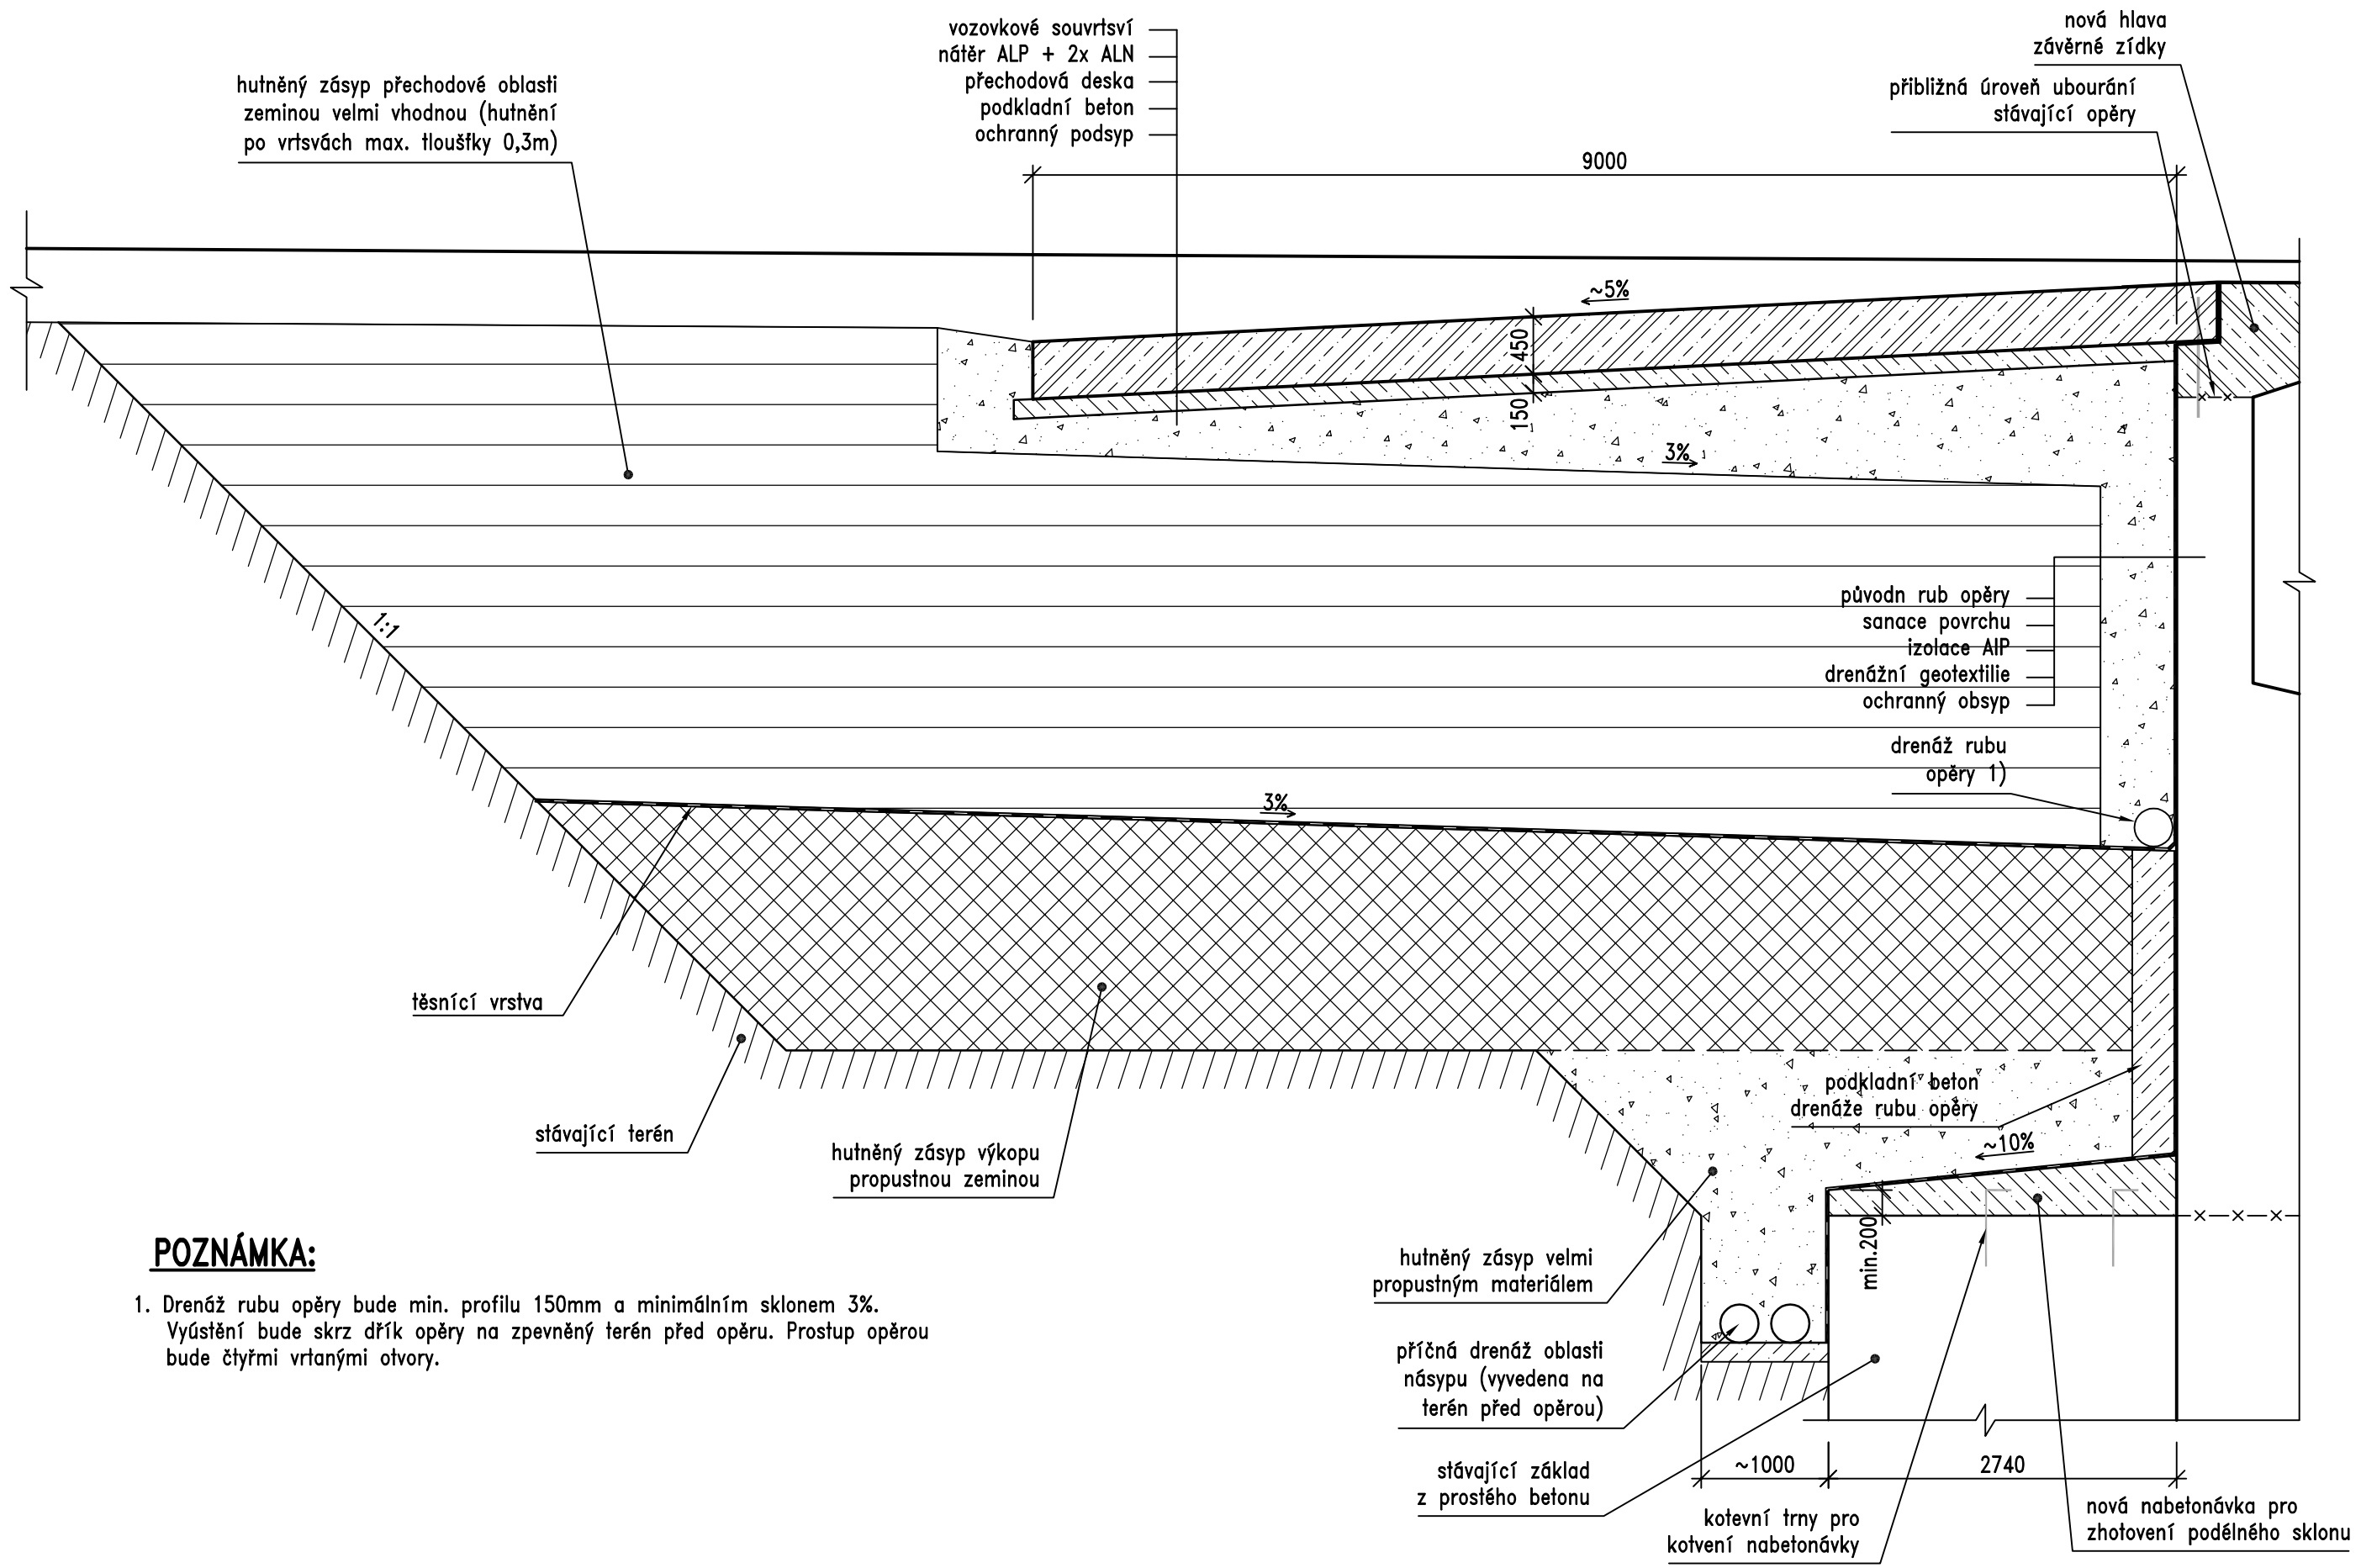 vozovkové souvrtsví
nátěr ALP + 2x ALN
přechodová deska
podkladní beton
ochranný podsyp
nová hlava
závěrné zídky
přibližná úroveň ubourání
stávající opěry
hutněný zásyp přechodové oblasti
zeminou velmi vhodnou (hutnění
po vrtsvách max. tloušťky 0,3m)
9000
~5%
450
150
3%
1:1
původn rub opěry
sanace povrchu
izolace AIP
drenážní geotextilie
ochranný obsyp
drenáž rubu
opěry 1)
3%
těsnící vrstva
stávající terén
hutněný zásyp výkopu
propustnou zeminou
podkladní beton
drenáže rubu opěry
~10%
min.200
hutněný zásyp velmi
propustným materiálem
příčná drenáž oblasti
násypu (vyvedena na
terén před opěrou)
stávající základ
z prostého betonu
~1000
2740
kotevní trny pro
kotvení nabetonávky
nová nabetonávka pro
zhotovení podélného sklonu
POZNÁMKA:
1. Drenáž rubu opěry bude min. profilu 150mm a minimálním sklonem 3%.
Vyústění bude skrz dřík opěry na zpevněný terén před opěru. Prostup opěrou
bude čtyřmi vrtanými otvory.